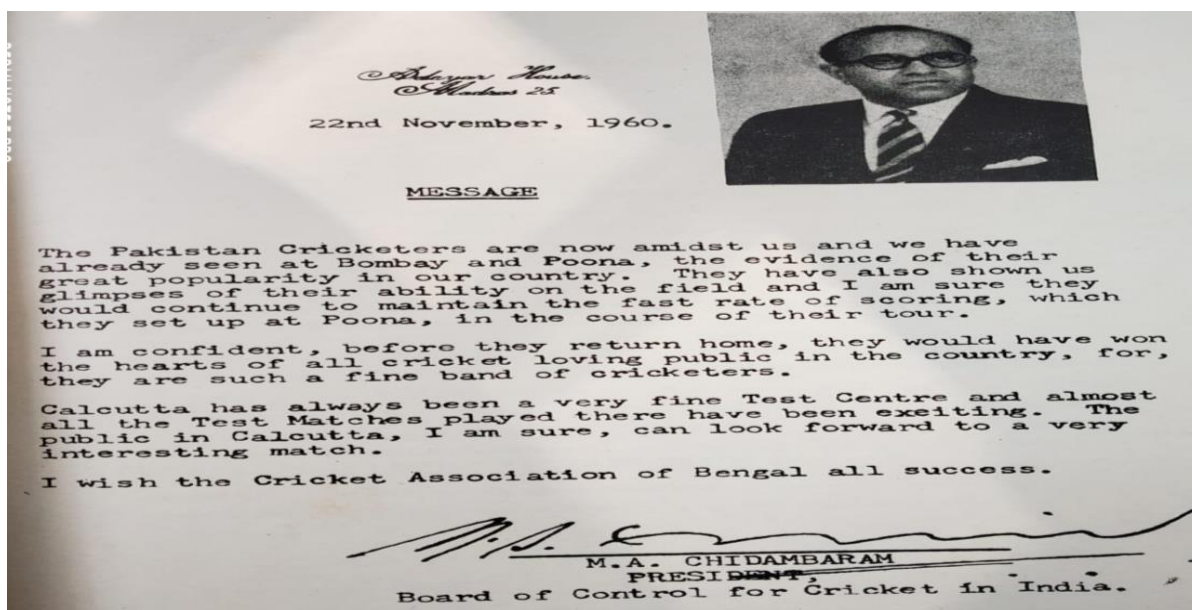 Adayar House.
Madras 25.
22nd November, 1960.
MESSAGE
The Pakistan Cricketers are now amidst us and we have
already seen at Bombay and Poona, the evidence of their
great popularity in our country. They have also shown us
glimpses of their ability on the field and I am sure they
would continue to maintain the fast rate of scoring, which
they set up at Poona, in the course of their tour.
I am confident, before they return home, they would have won
the hearts of all cricket loving public in the country, for,
they are such a fine band of cricketers.
Calcutta has always been a very fine Test Centre and almost
all the Test Matches played there have been exeiting. The
public in Calcutta, I am sure, can look forward to a very
interesting match.
I wish the Cricket Association of Bengal all success.
M.A. CHIDAMBARAM
PRESIDENT,
Board of Control for Cricket in India.